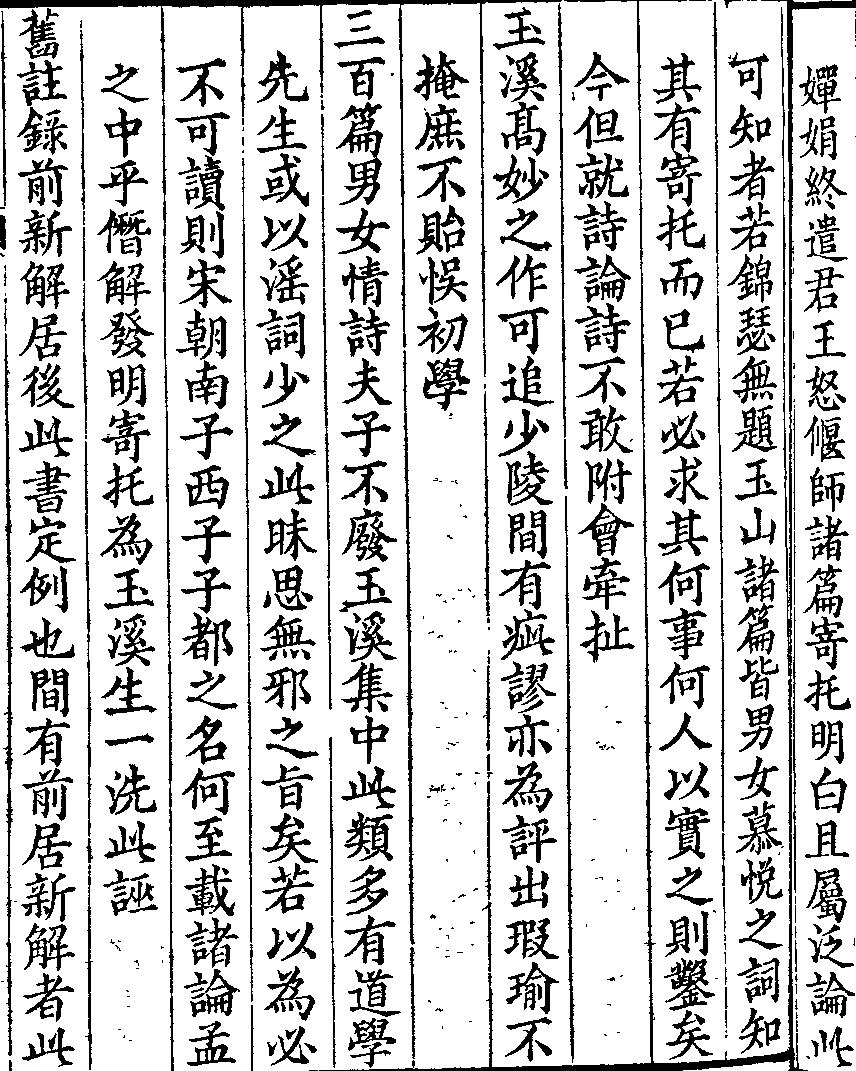 嬋娟終遣君王怒偃師諸篇寄托明白且屬泛論此
可知者若錦瑟無題玉山諸篇皆男女慕悅之詞知
其有寄托而已若必求其何事何人以實之則鑿矣
今但就詩論詩不敢附會牽扯
玉溪高妙之作可追少陵間有疵謬亦為評出瑕瑜不
掩庶不貽悞初學
三百篇男女情詩夫子不廢玉溪集中此類多有道學
先生或以滛詞少之此昧思無邪之旨矣若以為必
不可讀則宋朝南子西子子都之名何至載諸論孟
之中乎僭解發明寄托為玉溪生一洗此誣
舊註錄前新解居後此書定例也間有前居新解者此